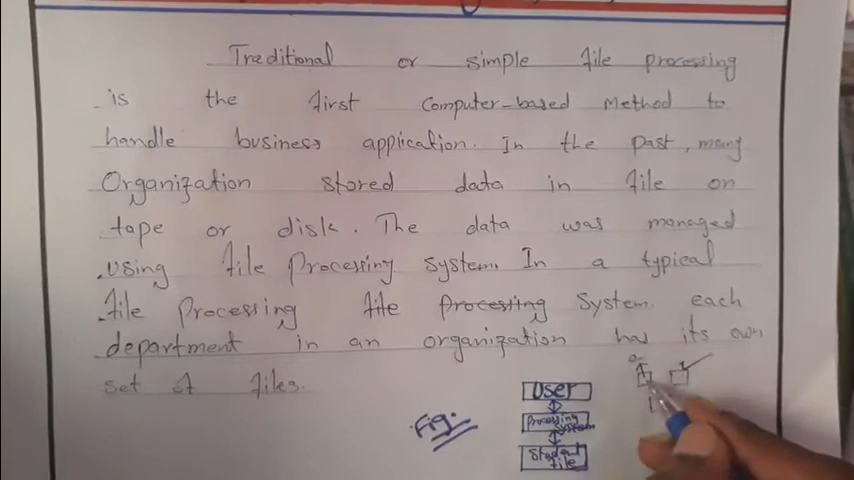 Treditional or simple file processing
is the first Computer-based Method to
handle business application. In the past, many
Organization stored data in file on
tape or disk. The data was managed
using file Processing system. In a typical
file Processing file processing System. each
department in an organization has its own
set of files.
Fig.
User
Processing
System
Student
file